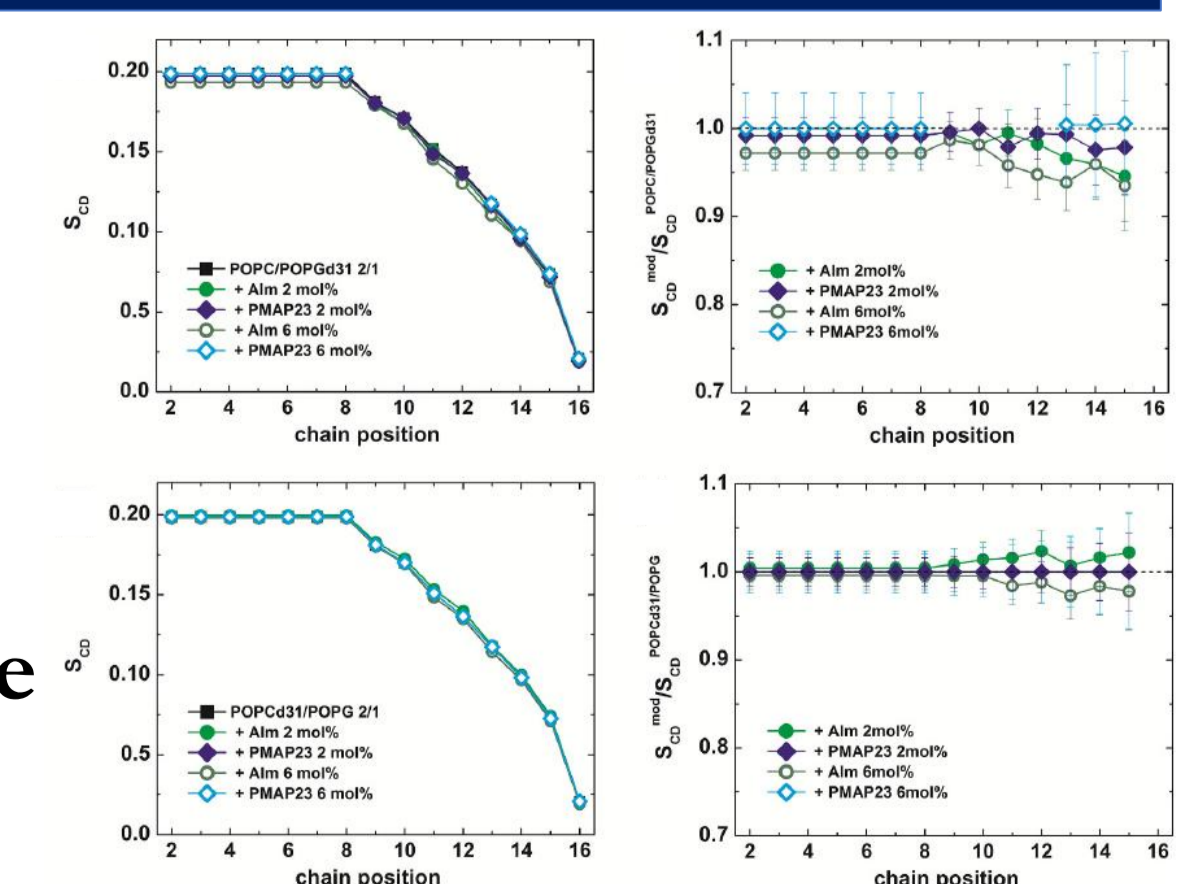 0.20
0.15
0.10
0.5
0.0
S_CD
POPC/POPGd31 2/1
+ Alm 2 mol%
+ PMAP23 2 mol%
+ Alm 6 mol%
+ PMAP23 6 mol%
2 4 6 8 10 12 14 16
chain position
1.1
1.0
0.9
0.8
0.7
S_CD^mod/S_CD^POPC/POPGd31
+ Alm 2mol%
+ PMAP23 2mol%
+ Alm 6mol%
+ PMAP23 6mol%
2 4 6 8 10 12 14 16
chain position
e
0.20
0.15
0.10
0.5
0.0
S_CD
POPCd31/POPG 2/1
+ Alm 2 mol%
+ PMAP23 2 mol%
+ Alm 6 mol%
+ PMAP23 6 mol%
2 4 6 8 10 12 14 16
chain position
1.1
1.0
0.9
0.8
0.7
S_CD^mod/S_CD^POPCd31/POPG
+ Alm 2mol%
+ PMAP23 2mol%
+ Alm 6mol%
+ PMAP23 6mol%
2 4 6 8 10 12 14 16
chain position